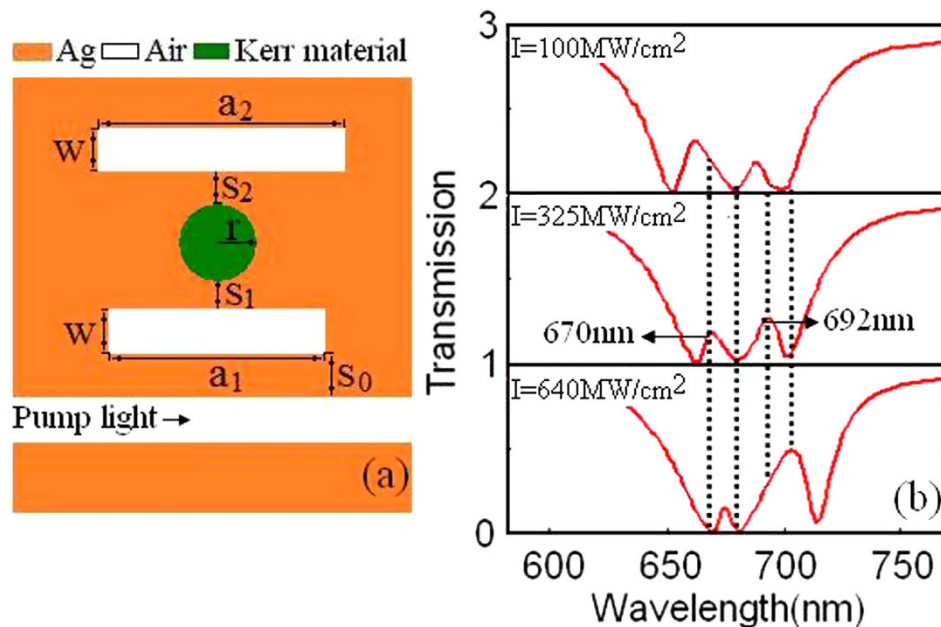 Ag Air Kerr material
a2
w
s2
r
s1
w
a1
s0
Pump light →
(a)
Transmission
3
2
1
0
I=100MW/cm2
I=325MW/cm2
670nm
692nm
I=640MW/cm2
(b)
600 650 700 750
Wavelength(nm)